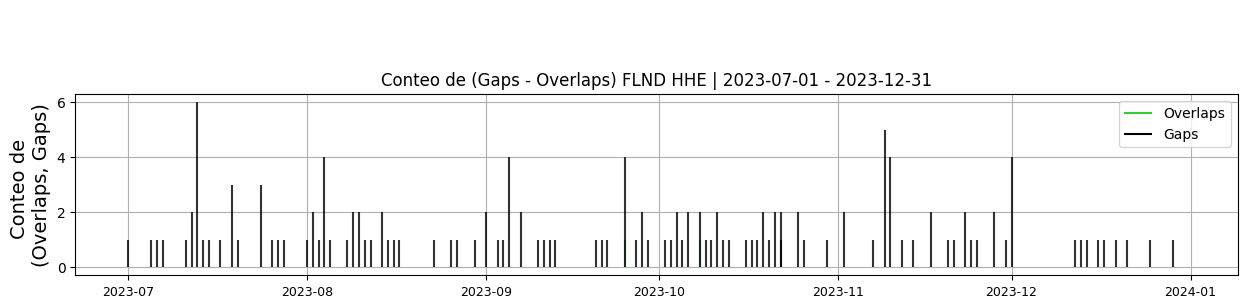 Conteo de (Gaps - Overlaps) FLND HHE | 2023-07-01 - 2023-12-31
Conteo de
(Overlaps, Gaps)
6
4
2
0
Overlaps
Gaps
2023-07
2023-08
2023-09
2023-10
2023-11
2023-12
2024-01